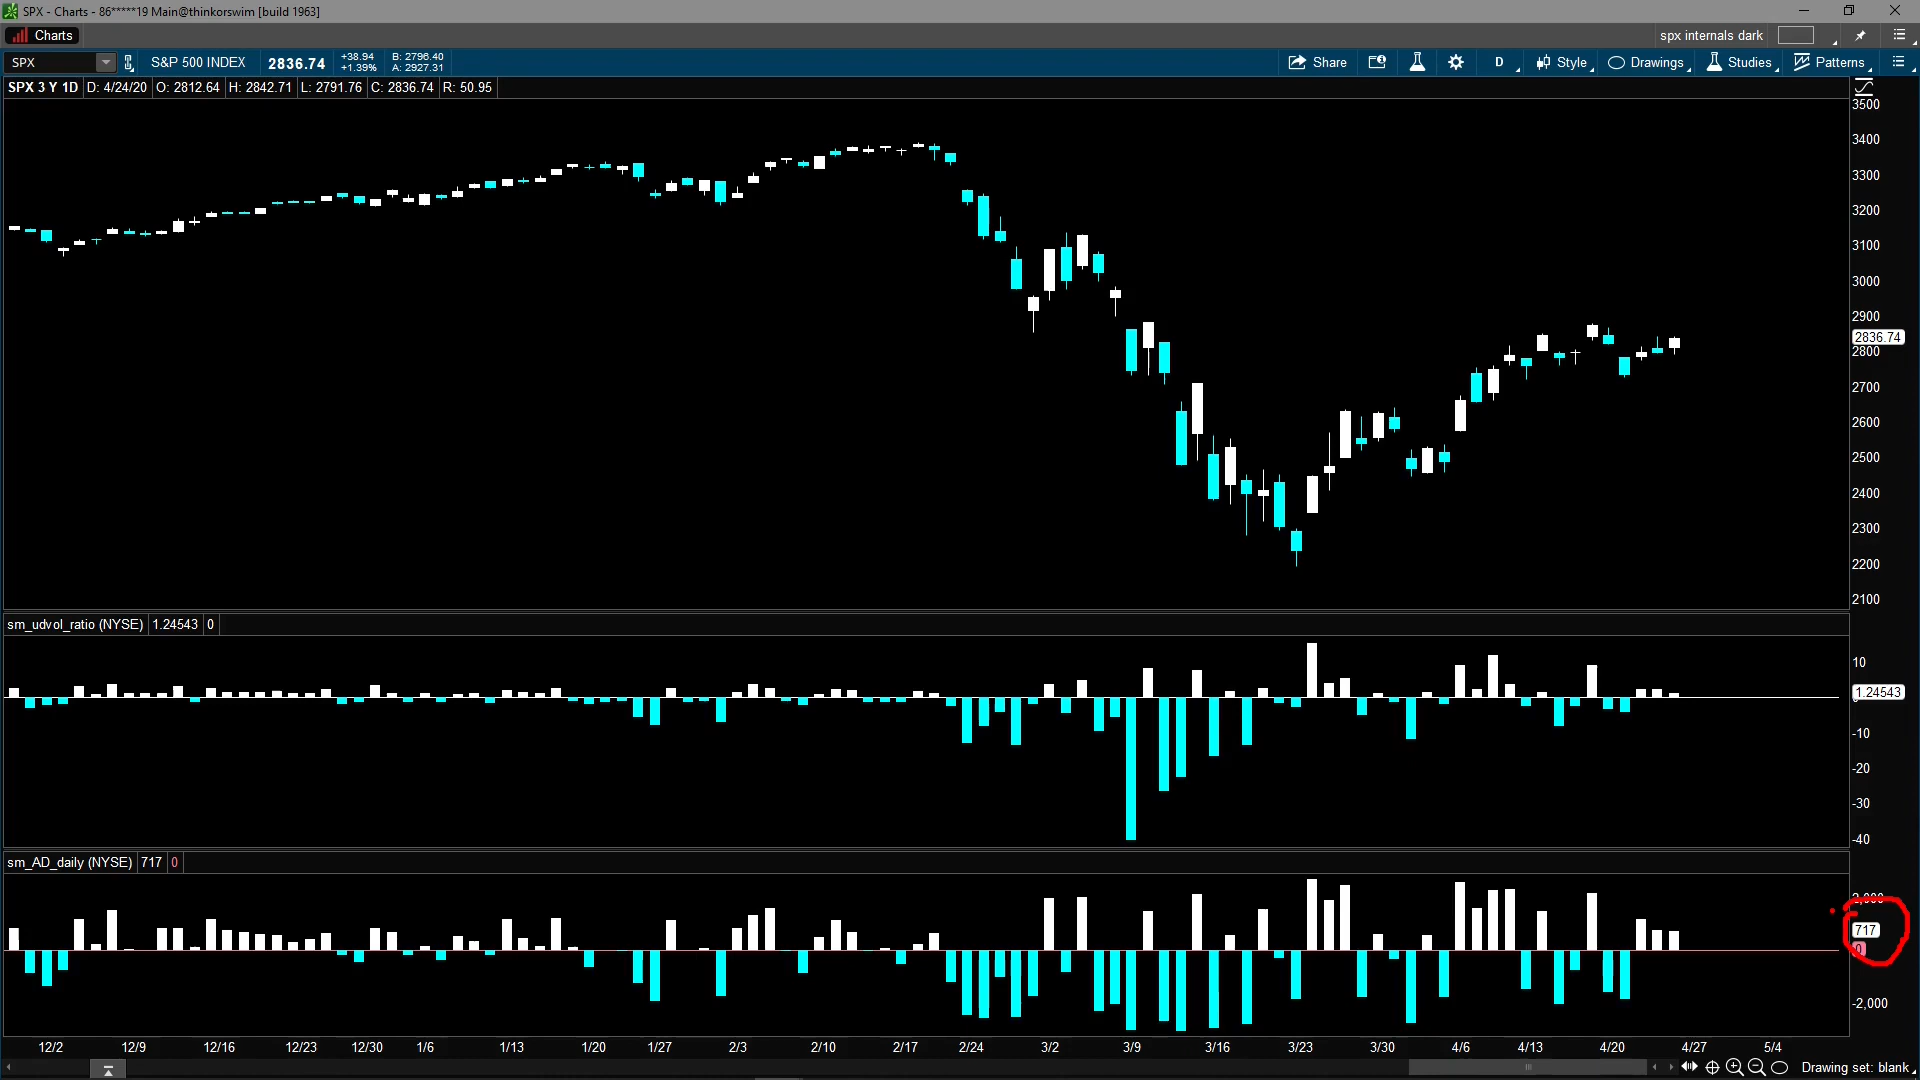 SPX - Charts - 86*****19 Main@thinkorswim [build 1963]
Charts
spx internals dark
SPX S&P 500 INDEX 2836.74 +38.94 B: 2796.40 Share D Style Drawings Studies Patterns
+1.39% A: 2927.31
SPX 3 Y 1D D: 4/24/20 O: 2812.64 H: 2842.71 L: 2791.76 C: 2836.74 R: 50.95
3500
3400
3300
3200
3100
3000
2900
2836.74
2800
2700
2600
2500
2400
2300
2200
2100
sm_udvol_ratio (NYSE) 1.24543 0
10
1.24543
-10
-20
-30
-40
sm_AD_daily (NYSE) 717 0
717
0
-2,000
12/2 12/9 12/16 12/23 12/30 1/6 1/13 1/20 1/27 2/3 2/10 2/17 2/24 3/2 3/9 3/16 3/23 3/30 4/6 4/13 4/20 4/27 5/4
Drawing set: blank